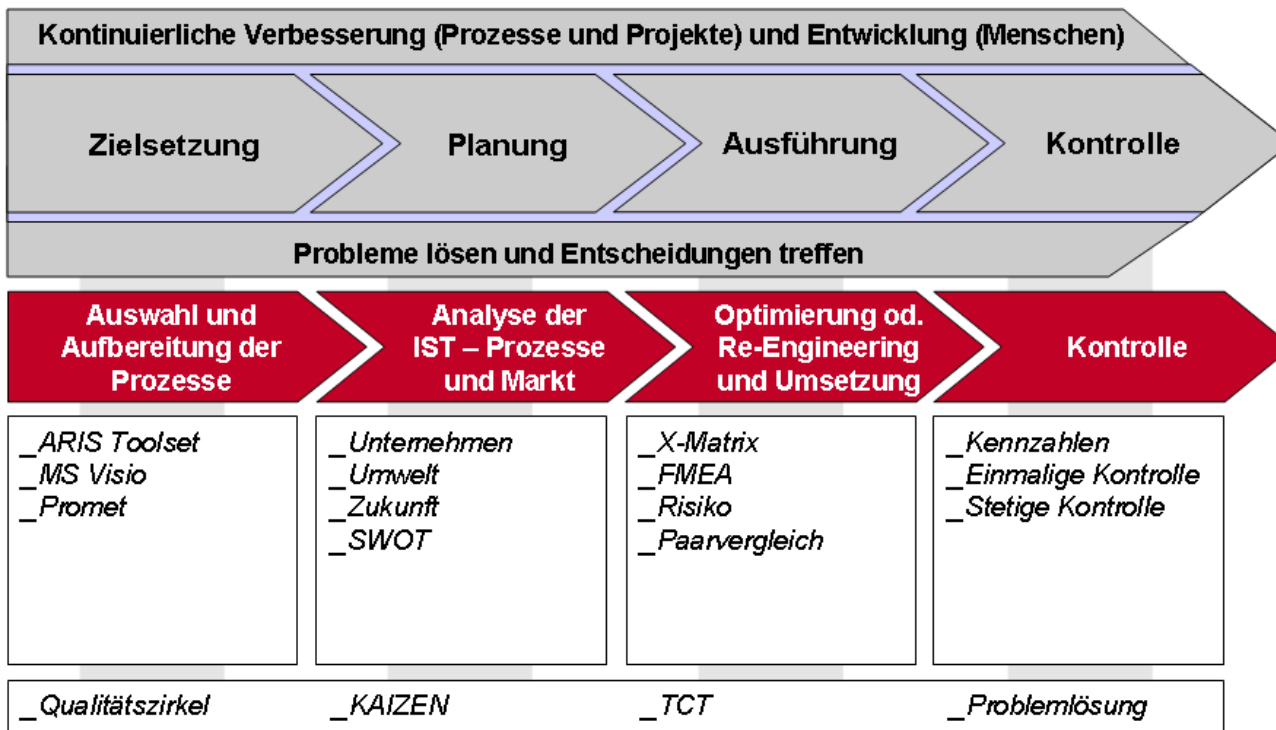 Kontinuierliche Verbesserung (Prozesse und Projekte) und Entwicklung (Menschen)
Zielsetzung
Planung
Ausführung
Kontrolle
Probleme lösen und Entscheidungen treffen
Auswahl und
Aufbereitung der
Prozesse
Analyse der
IST – Prozesse
und Markt
Optimierung od.
Re-Engineering
und Umsetzung
Kontrolle
_ARIS Toolset
_MS Visio
_Promet
_Unternehmen
_Umwelt
_Zukunft
_SWOT
_X-Matrix
_FMEA
_Risiko
_Paarvergleich
_Kennzahlen
_Einmalige Kontrolle
_Stetige Kontrolle
_Qualitätszirkel
_KAIZEN
_TCT
_Problemlösung